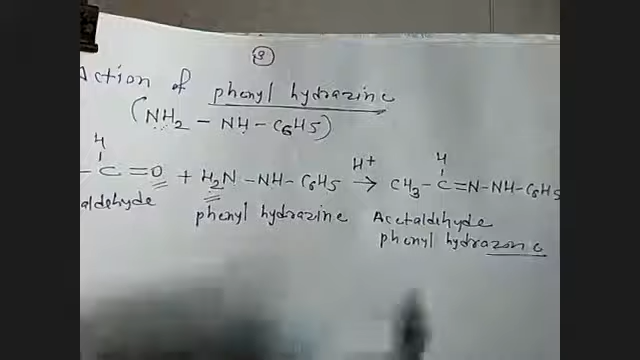 9
Action of phenyl hydrazine
(NH2 - NH - C6H5)
H
- C = O + H2N - NH - C6H5 H+ → CH3 - C = N - NH - C6H5
H
aldehyde phenyl hydrazine Acetaldehyde
phenyl hydrazone